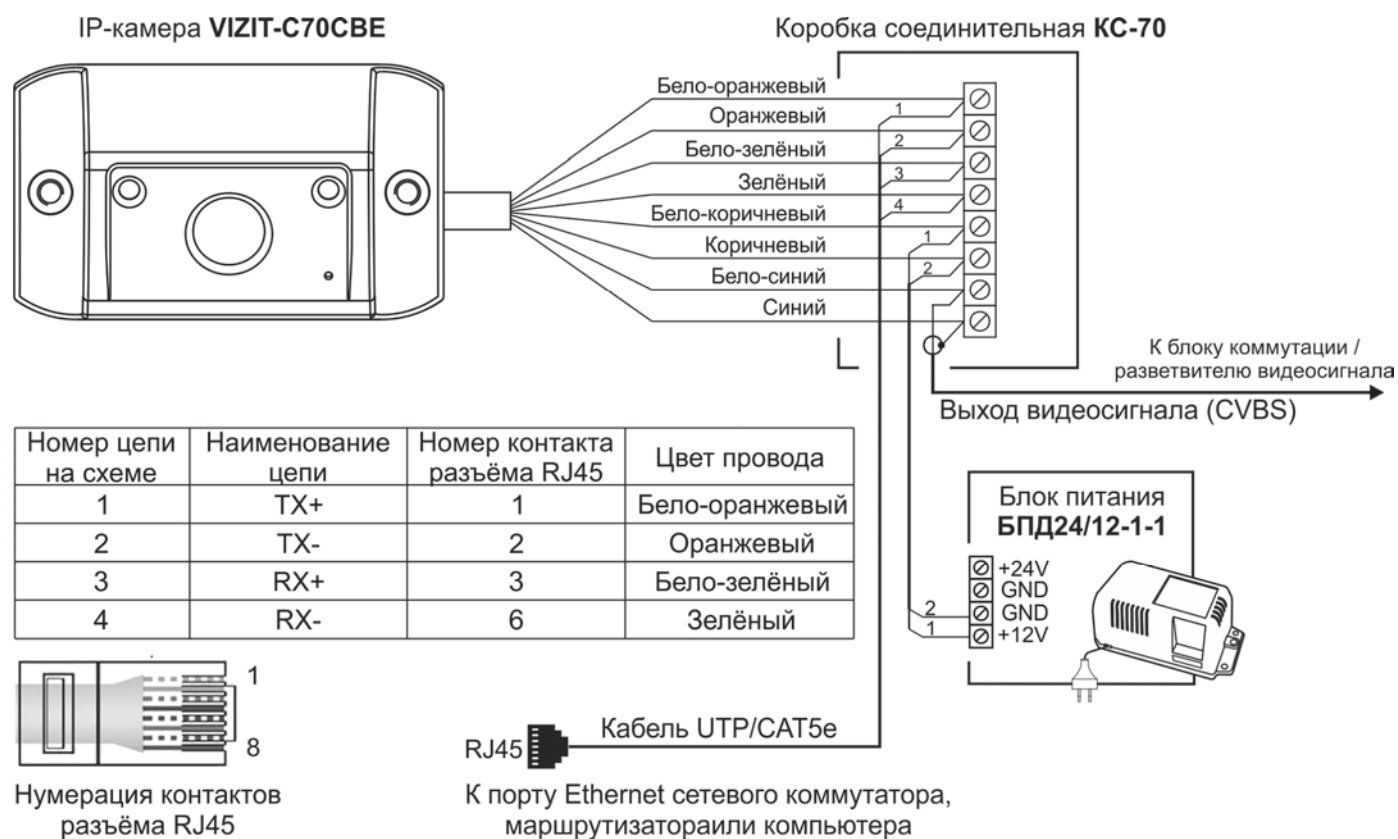 IP-камера VIZIT-C70CBE
Коробка соединительная КС-70
Бело-оранжевый
Оранжевый
Бело-зелёный
Зелёный
Бело-коричневый
Коричневый
Бело-синий
Синий
1
2
3
4
1
2
К блоку коммутации /
разветвителю видеосигнала
Выход видеосигнала (CVBS)
Номер цепи на схеме | Наименование цепи | Номер контакта разъёма RJ45 | Цвет провода
1 TX+ 1 Бело-оранжевый
2 TX- 2 Оранжевый
3 RX+ 3 Бело-зелёный
4 RX- 6 Зелёный
Блок питания
БПД24/12-1-1
+24V
GND
2 GND
1 +12V
1
8
Нумерация контактов
разъёма RJ45
Кабель UTP/CAT5e
RJ45
К порту Ethernet сетевого коммутатора,
маршрутизатораили компьютера